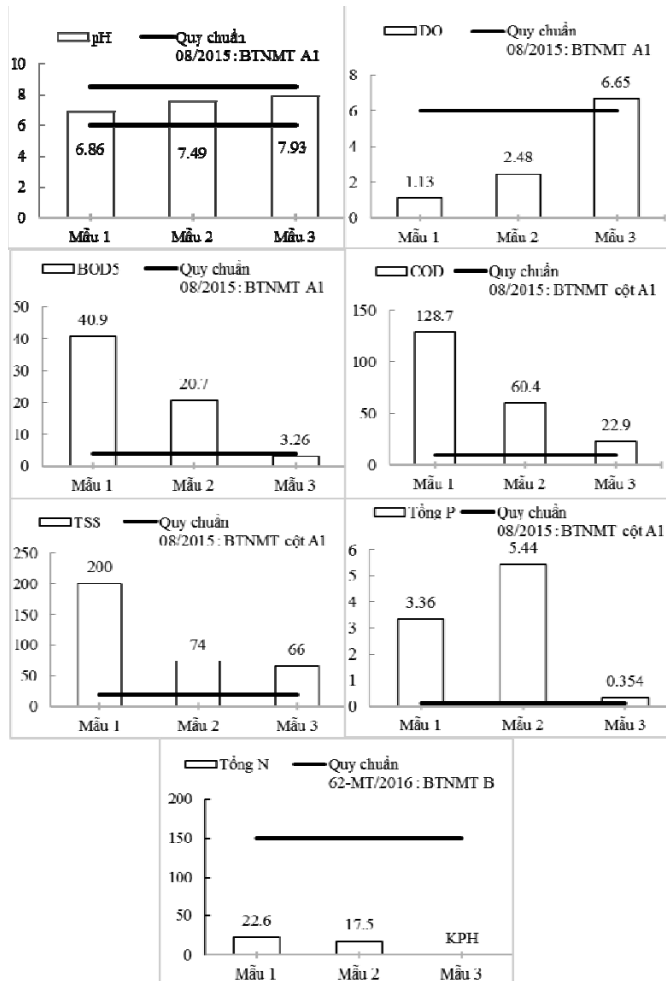 pH
Quy chuẩn
08/2015: BTNMT A1
10
8
6
4
2
0
6.86
7.49
7.93
Mẫu 1
Mẫu 2
Mẫu 3
DO
Quy chuẩn
08/2015: BTNMT A1
8
6
4
2
0
1.13
2.48
6.65
Mẫu 1
Mẫu 2
Mẫu 3
BOD5
Quy chuẩn
08/2015: BTNMT A1
50
40
30
20
10
0
40.9
20.7
3.26
Mẫu 1
Mẫu 2
Mẫu 3
COD
Quy chuẩn
08/2015: BTNMT cột A1
150
100
50
0
128.7
60.4
22.9
Mẫu 1
Mẫu 2
Mẫu 3
TSS
Quy chuẩn
08/2015: BTNMT cột A1
250
200
150
100
50
0
200
74
66
Mẫu 1
Mẫu 2
Mẫu 3
Tổng P
Quy chuẩn
08/2015: BTNMT cột A1
6
5
4
3
2
1
0
3.36
5.44
0.354
Mẫu 1
Mẫu 2
Mẫu 3
Tổng N
Quy chuẩn
62-MT/2016: BTNMT B
200
150
100
50
0
22.6
17.5
KPH
Mẫu 1
Mẫu 2
Mẫu 3